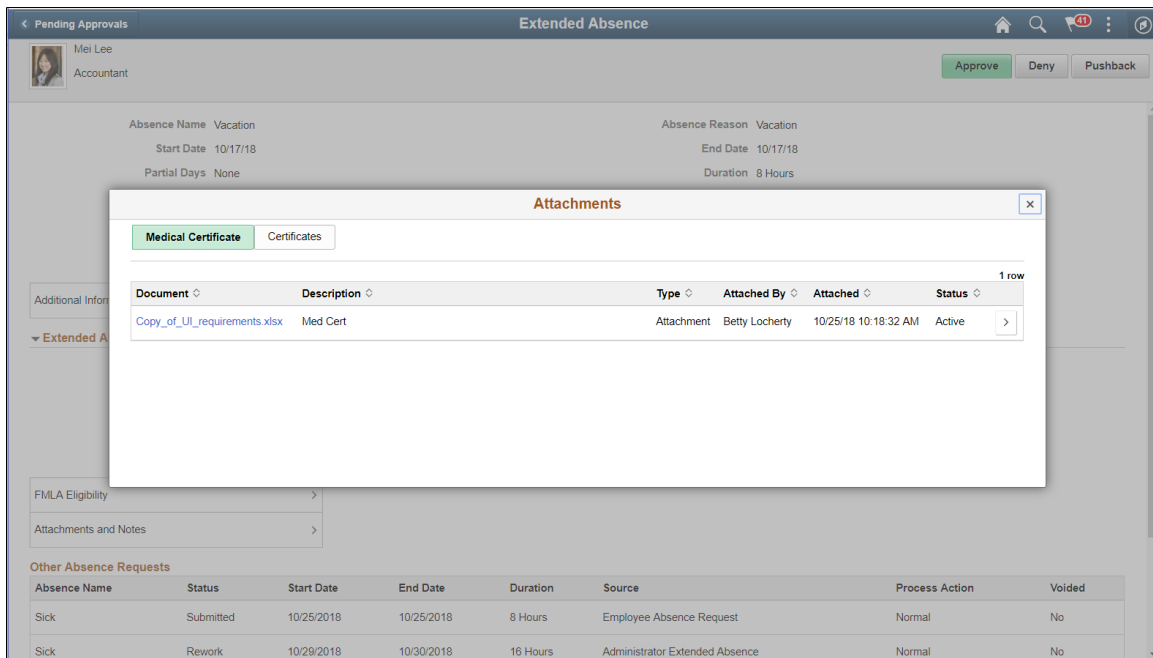 Pending Approvals
Extended Absence
41
Mei Lee
Accountant
Approve Deny Pushback
Absence Name Vacation Absence Reason Vacation
Start Date 10/17/18 End Date 10/17/18
Partial Days None Duration 8 Hours
Attachments
Medical Certificate Certificates
1 row
Document Description Type Attached By Attached Status
Copy_of_UI_requirements.xlsx Med Cert Attachment Betty Locherty 10/25/18 10:18:32 AM Active
Additional Infor
Extended A
FMLA Eligibility
Attachments and Notes
Other Absence Requests
Absence Name Status Start Date End Date Duration Source Process Action Voided
Sick Submitted 10/25/2018 10/25/2018 8 Hours Employee Absence Request Normal No
Sick Rework 10/29/2018 10/30/2018 16 Hours Administrator Extended Absence Normal No